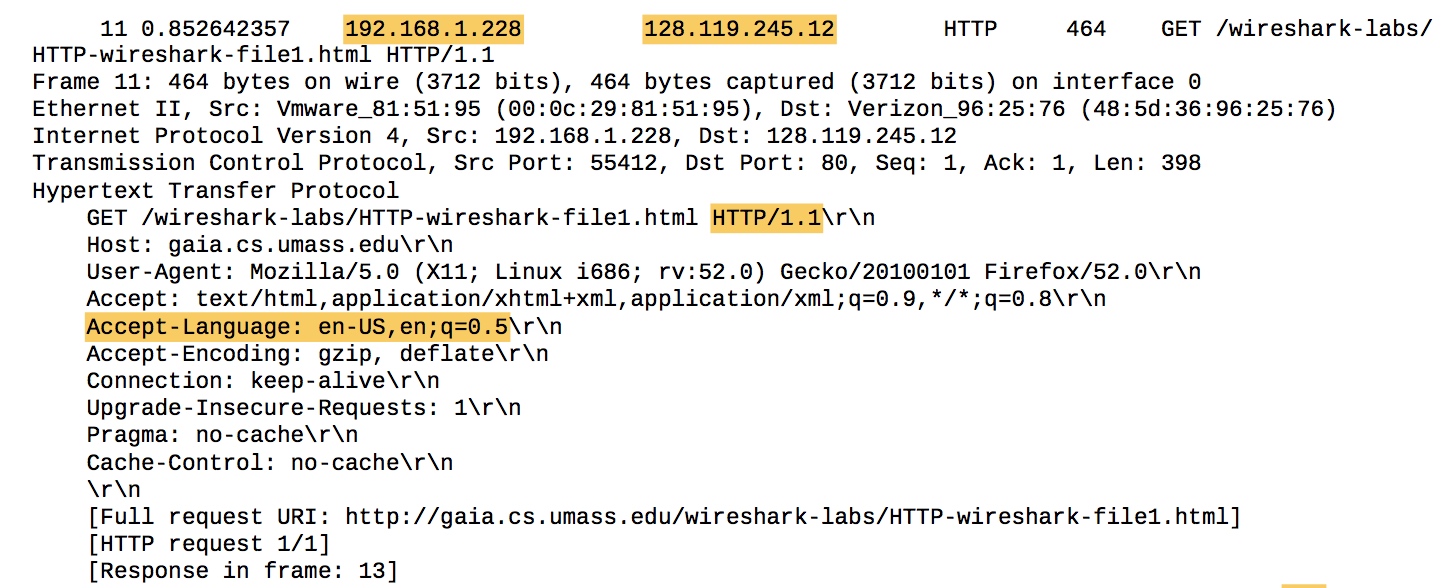 11 0.852642357 192.168.1.228 128.119.245.12 HTTP 464 GET /wireshark-labs/
HTTP-wireshark-file1.html HTTP/1.1
Frame 11: 464 bytes on wire (3712 bits), 464 bytes captured (3712 bits) on interface 0
Ethernet II, Src: Vmware_81:51:95 (00:0c:29:81:51:95), Dst: Verizon_96:25:76 (48:5d:36:96:25:76)
Internet Protocol Version 4, Src: 192.168.1.228, Dst: 128.119.245.12
Transmission Control Protocol, Src Port: 55412, Dst Port: 80, Seq: 1, Ack: 1, Len: 398
Hypertext Transfer Protocol
GET /wireshark-labs/HTTP-wireshark-file1.html HTTP/1.1\r\n
Host: gaia.cs.umass.edu\r\n
User-Agent: Mozilla/5.0 (X11; Linux i686; rv:52.0) Gecko/20100101 Firefox/52.0\r\n
Accept: text/html,application/xhtml+xml,application/xml;q=0.9,*/*;q=0.8\r\n
Accept-Language: en-US,en;q=0.5\r\n
Accept-Encoding: gzip, deflate\r\n
Connection: keep-alive\r\n
Upgrade-Insecure-Requests: 1\r\n
Pragma: no-cache\r\n
Cache-Control: no-cache\r\n
\r\n
[Full request URI: http://gaia.cs.umass.edu/wireshark-labs/HTTP-wireshark-file1.html]
[HTTP request 1/1]
[Response in frame: 13]